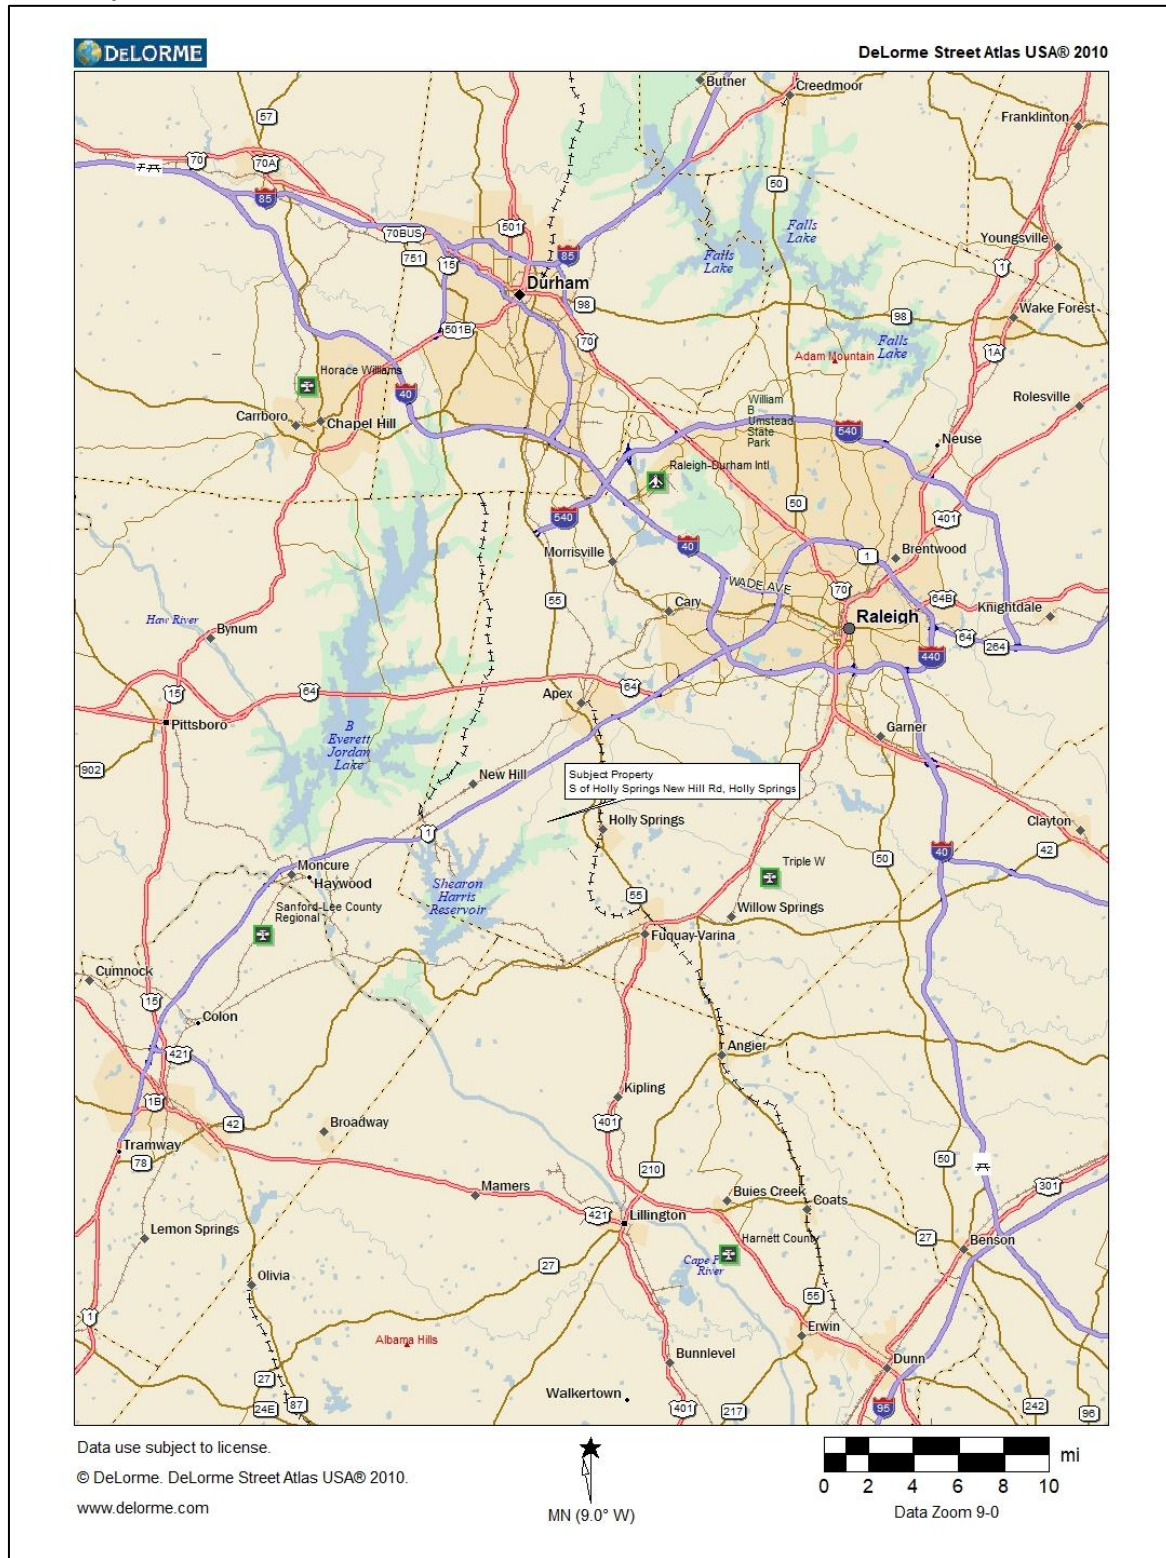 DELORME
DeLorme Street Atlas USA® 2010
Butner
Creedmoor
57
Franklinton
70
70A
50
85
Falls
Lake
501
70BUS
Falls
Lake
Youngsville
751
15
85
1
Durham
98
Wake Forest
98
501B
70
Falls
Lake
1A
Adam Mountain
Horace Williams
40
William
B
Umstead
State
Park
Rolesville
Carrboro
Chapel Hill
540
Neuse
Raleigh-Durham Intl
50
540
401
40
Morrisville
1
Brentwood
WADE AVE
70
55
Cary
64B
Knightdale
Haw River
Raleigh
Bynum
64
264
440
15
64
64
Apex
Pittsboro
Garner
B
Everett
Jordan
Lake
902
New Hill
Subject Property
S of Holly Springs New Hill Rd, Holly Springs
Holly Springs
Clayton
1
40
42
50
Moncure
Triple W
Haywood
Shearon
Harris
Reservoir
55
Sanford-Lee County
Regional
Willow Springs
Fuquay-Varina
Cumnock
15
Colon
421
Angier
Kipling
1B
401
42
Broadway
Tramway
78
50
210
301
Mamers
Buies Creek
Coats
421
Lillington
Lemon Springs
Harnett County
27
Benson
27
River
Olivia
55
1
Erwin
Albama Hills
Bunnlevel
Dunn
27
Walkertown
24E
87
401
217
95
242
96
Data use subject to license.
© DeLorme. DeLorme Street Atlas USA® 2010.
www.delorme.com
MN (9.0° W)
mi
0 2 4 6 8 10
Data Zoom 9-0